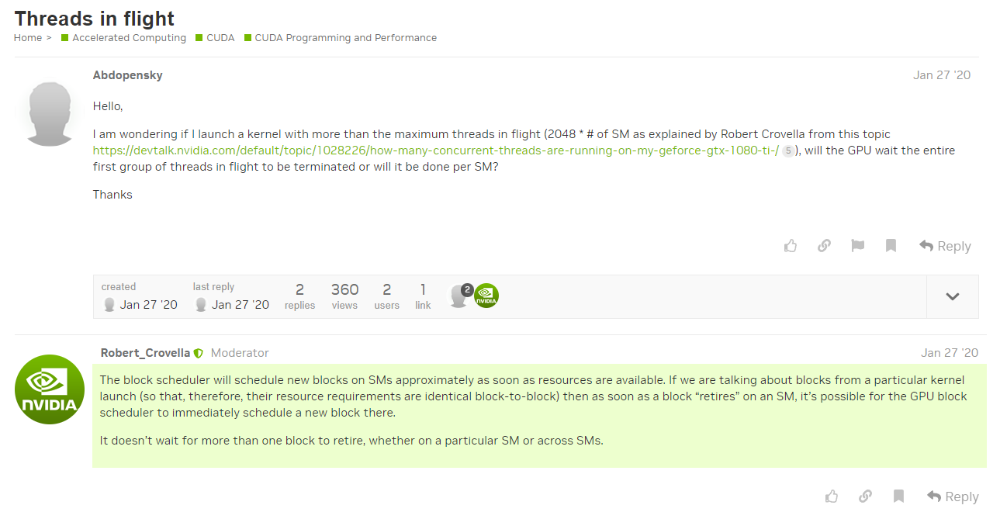 Threads in flight
Home > Accelerated Computing CUDA CUDA Programming and Performance
Abdopensky Jan 27 '20
Hello,
I am wondering if I launch a kernel with more than the maximum threads in flight (2048 * # of SM as explained by Robert Crovella from this topic
https://devtalk.nvidia.com/default/topic/1028226/how-many-concurrent-threads-are-running-on-my-geforce-gtx-1080-ti-/ 5 ), will the GPU wait the entire
first group of threads in flight to be terminated or will it be done per SM?
Thanks
Reply
created last reply 2 360 2 1 2 NVIDIA
Jan 27 '20 Jan 27 '20 replies views users link
Robert_Crovella Moderator Jan 27 '20
NVIDIA
The block scheduler will schedule new blocks on SMs approximately as soon as resources are available. If we are talking about blocks from a particular kernel
launch (so that, therefore, their resource requirements are identical block-to-block) then as soon as a block “retires” on an SM, it’s possible for the GPU block
scheduler to immediately schedule a new block there.
It doesn’t wait for more than one block to retire, whether on a particular SM or across SMs.
Reply